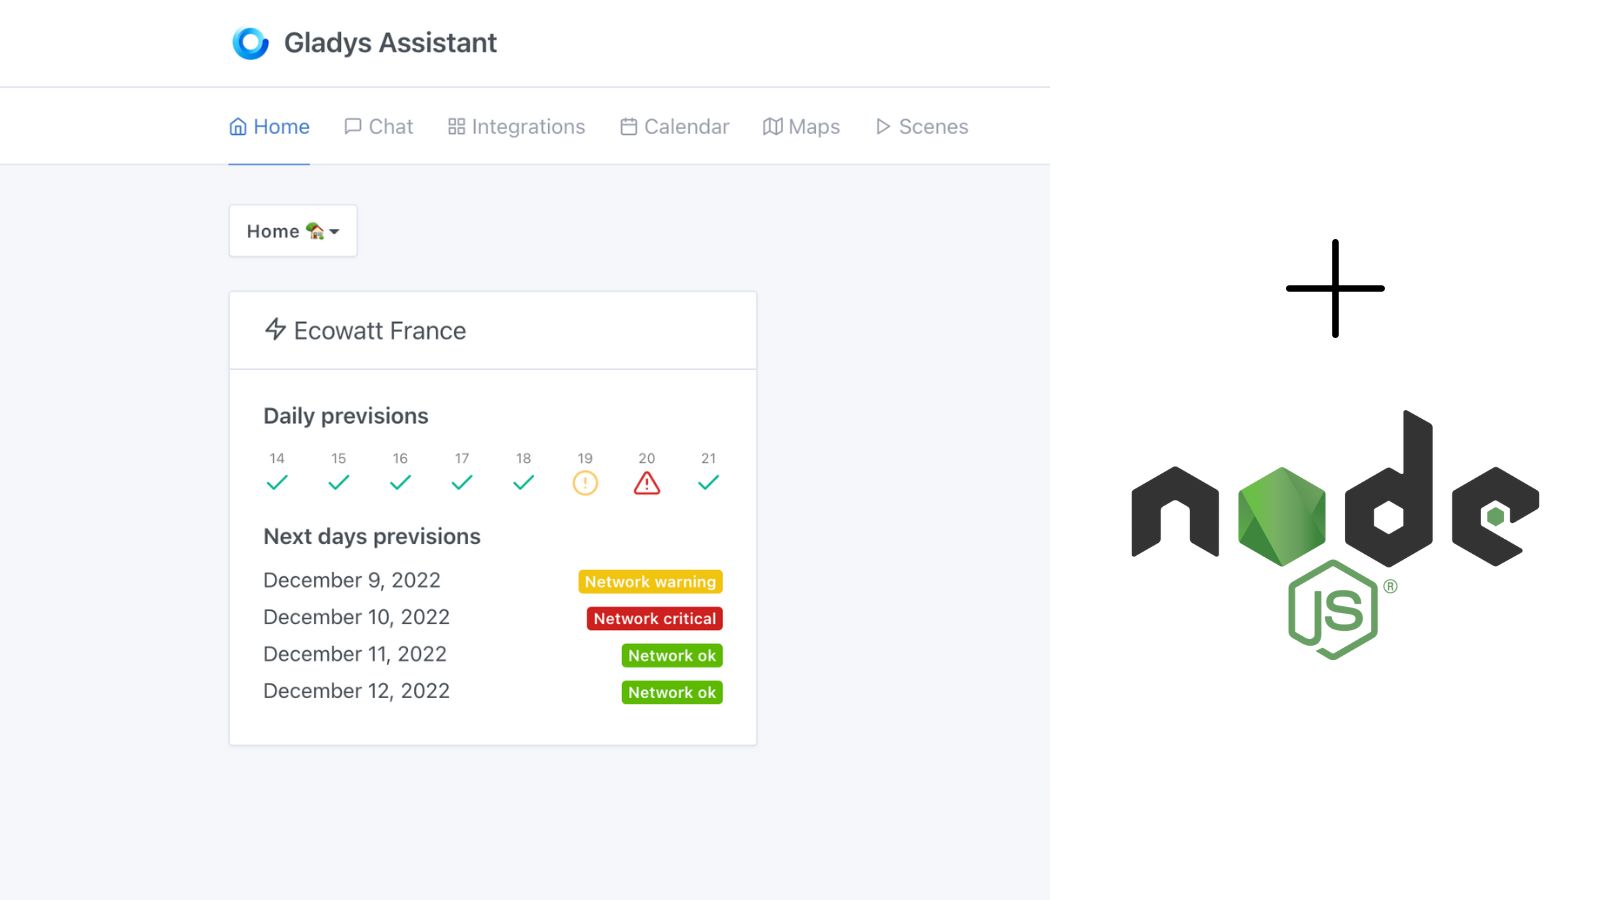 Gladys Assistant
Home Chat Integrations Calendar Maps Scenes
Home
Ecowatt France
Daily previsions
14 15 16 17 18 19 20 21
Next days previsions
December 9, 2022 Network warning
December 10, 2022 Network critical
December 11, 2022 Network ok
December 12, 2022 Network ok
node
JS®